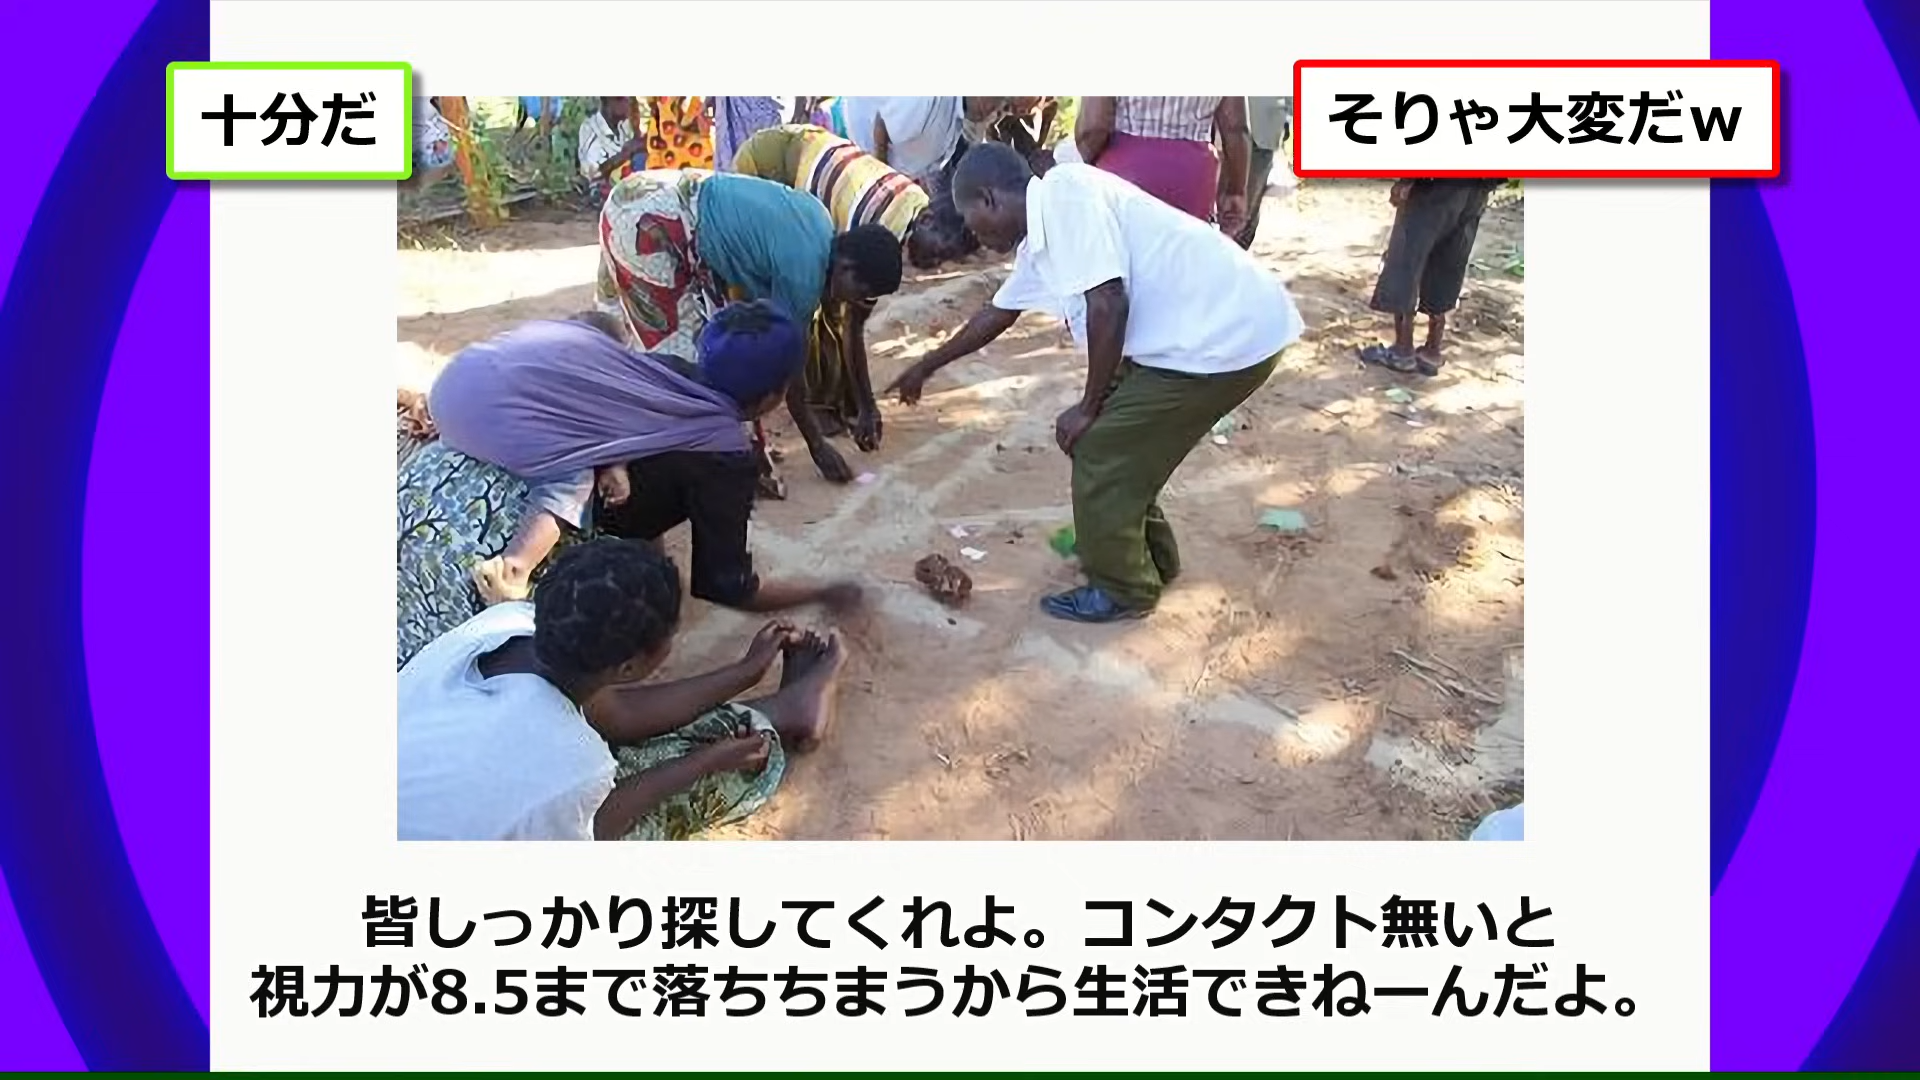 十分だ
そりゃ大変だw
皆しっかり探してくれよ。コンタクト無いと
視力が8.5まで落ちちまうから生活できねーんだよ。